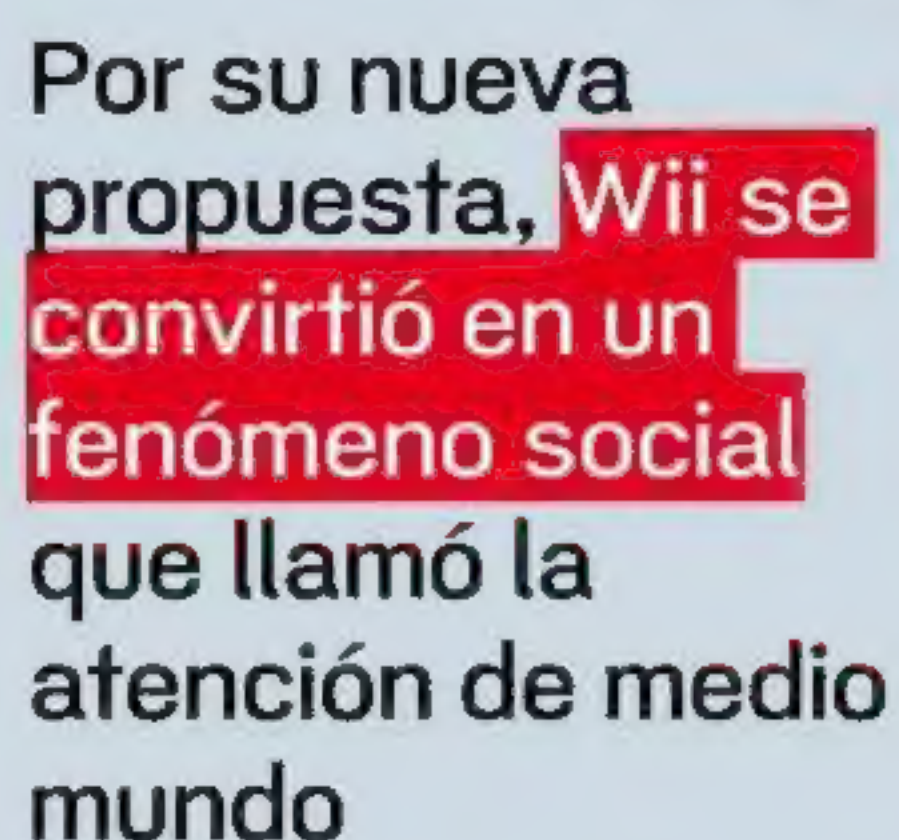 Por su nueva
propuesta, Wii se
convirtió en un
fenómeno social
que llamó la
atención de medio
mundo